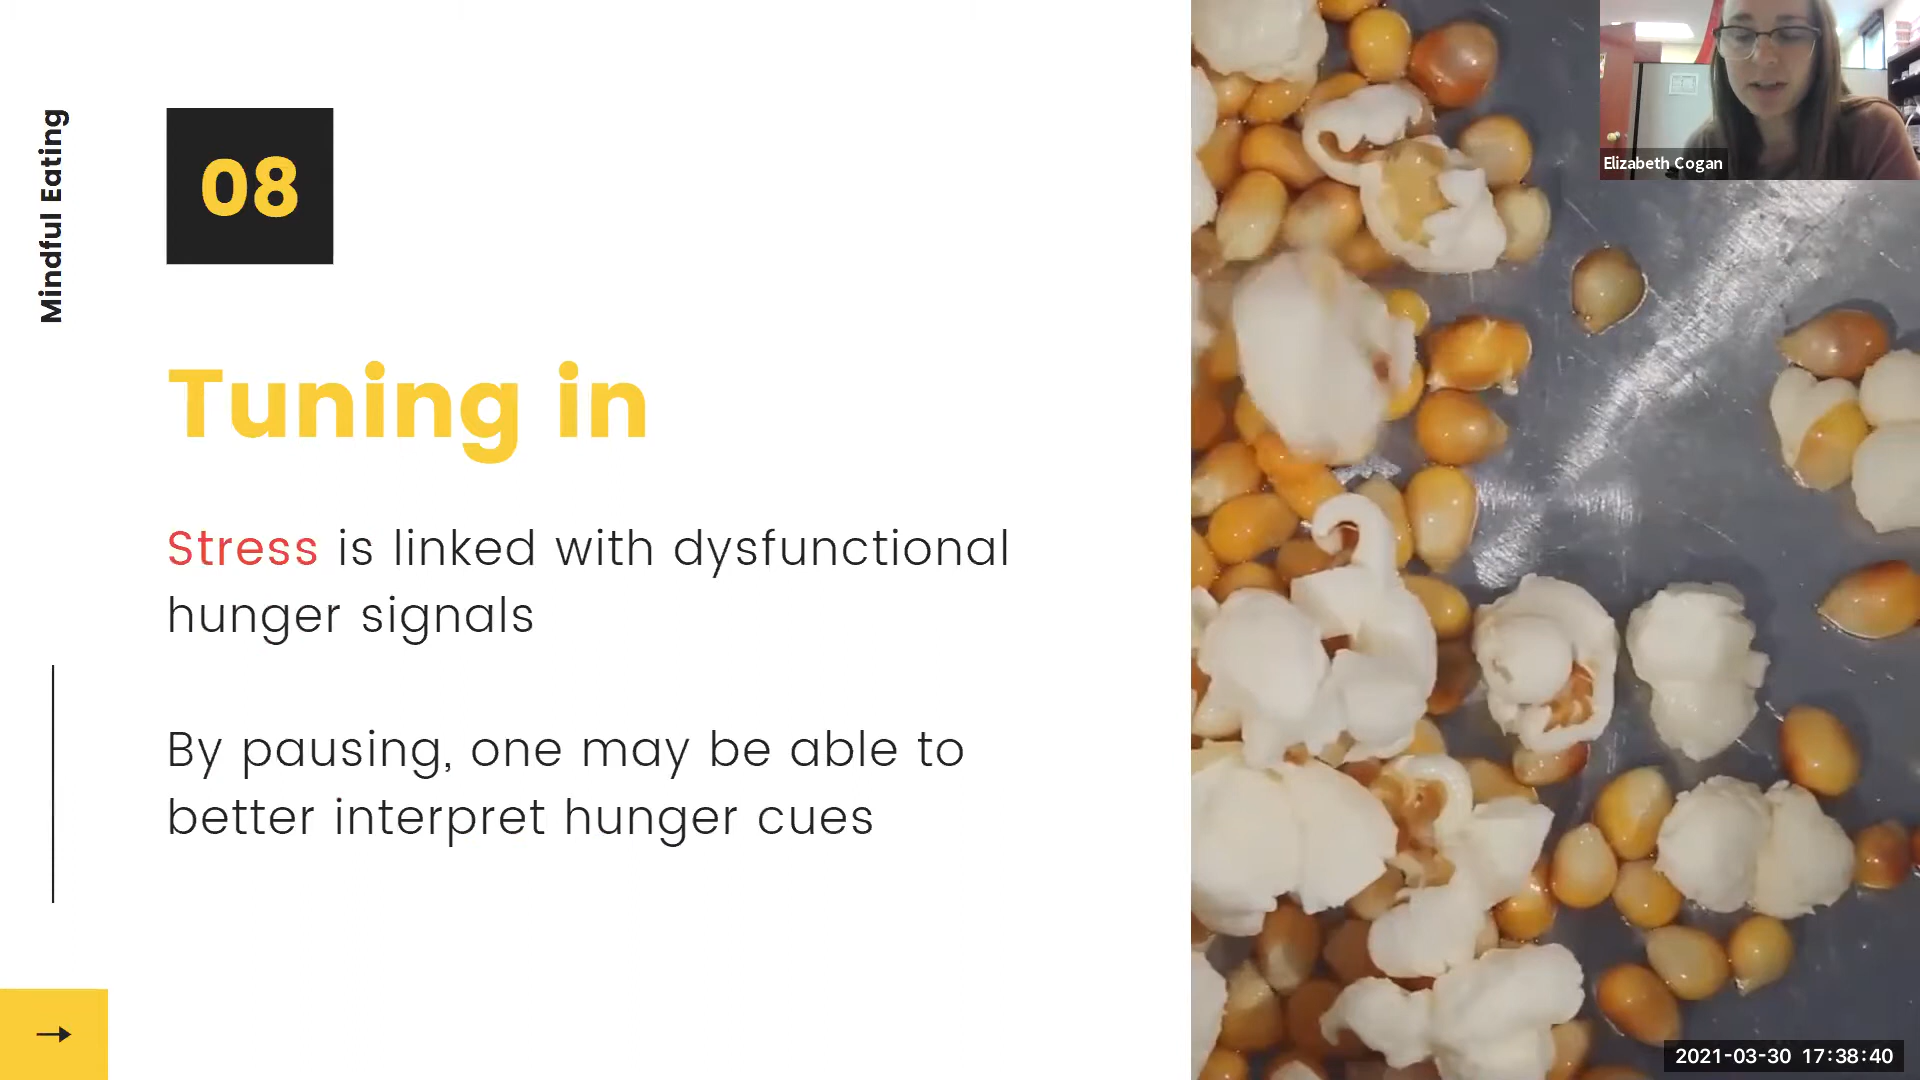 Mindful Eating
08
Tuning in
Stress is linked with dysfunctional
hunger signals
By pausing, one may be able to
better interpret hunger cues
Elizabeth Cogan
2021-03-30 17:38:40